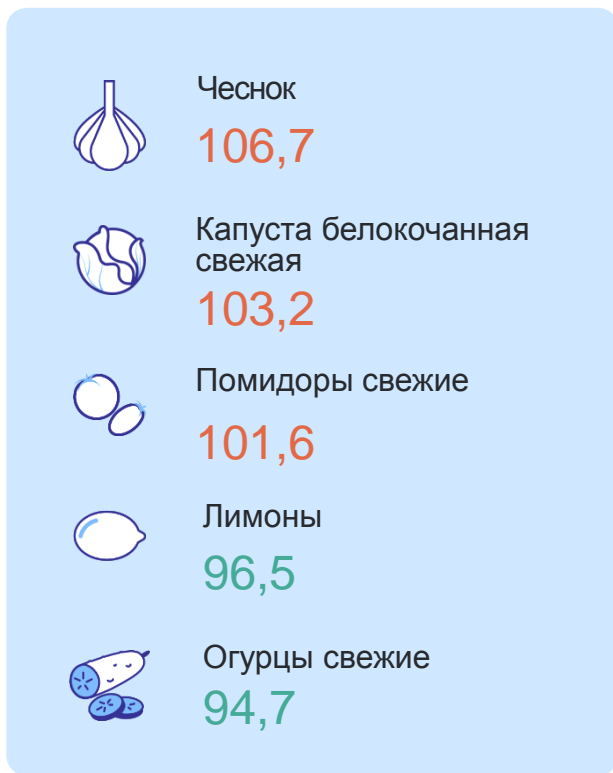 Чеснок
106,7
Капуста белокочанная
свежая
103,2
Помидоры свежие
101,6
Лимоны
96,5
Огурцы свежие
94,7